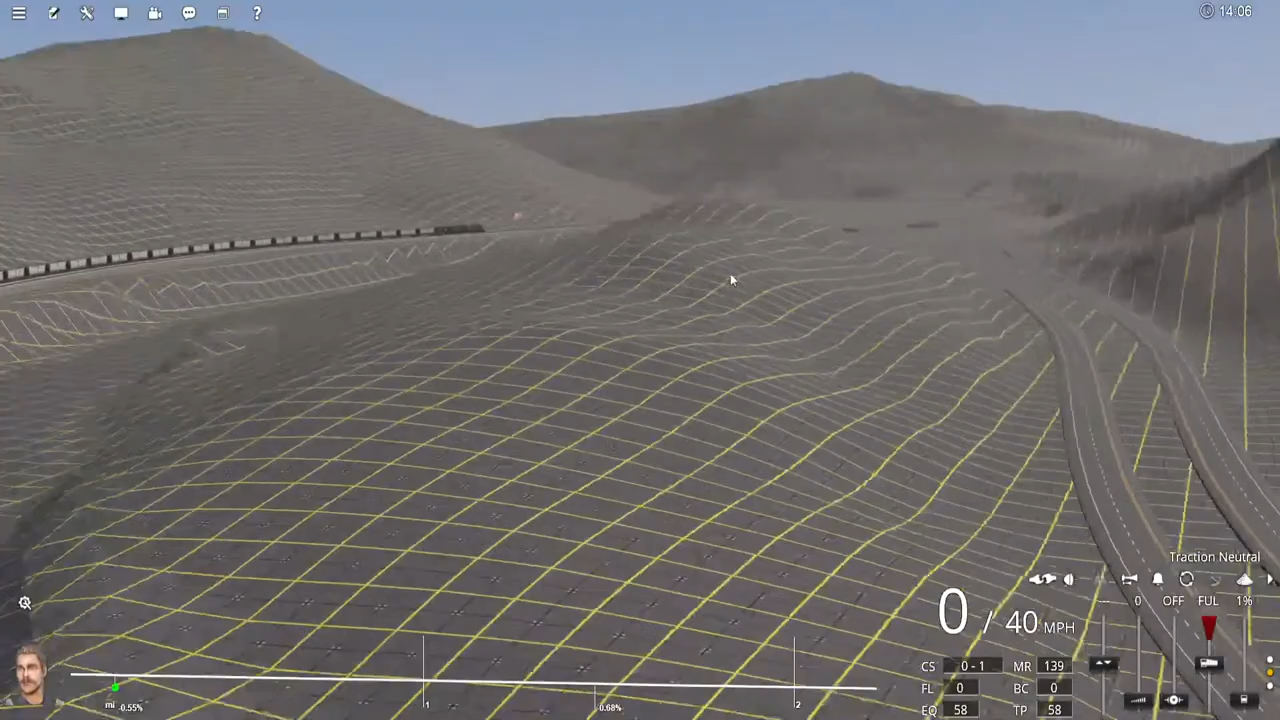 ?
14:06
Traction Neutral
0 OFF FUL 1%
0 / 40 MPH
CS 0 - 1 MR 139
FL 0 BC 0
EQ 58 TP 58
mi -0.55% 1 -0.68% 2